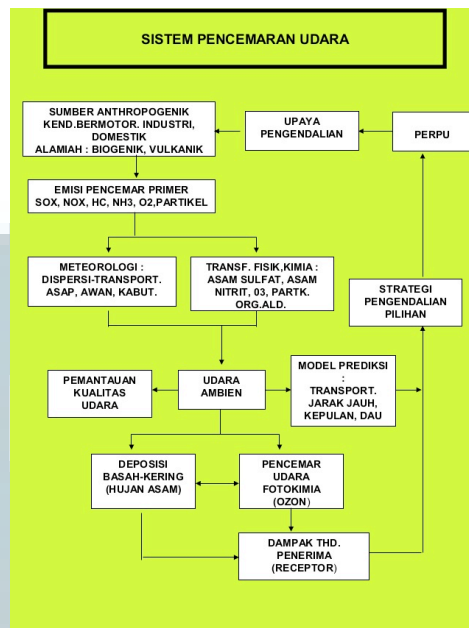 SISTEM PENCEMARAN UDARA
SUMBER ANTHROPOGENIK
KEND.BERMOTOR. INDUSTRI,
DOMESTIK
ALAMIAH : BIOGENIK, VULKANIK
UPAYA
PENGENDALIAN
PERPU
EMISI PENCEMAR PRIMER
SOX, NOX, HC, NH3, O2,PARTIKEL
METEOROLOGI :
DISPERSI-TRANSPORT.
ASAP, AWAN, KABUT.
TRANSF. FISIK,KIMIA :
ASAM SULFAT, ASAM
NITRIT, 03, PARTK.
ORG.ALD.
STRATEGI
PENGENDALIAN
PILIHAN
PEMANTAUAN
KUALITAS
UDARA
UDARA
AMBIEN
MODEL PREDIKSI
:
TRANSPORT.
JARAK JAUH,
KEPULAN, DAU
DEPOSISI
BASAH-KERING
(HUJAN ASAM)
PENCEMAR
UDARA
FOTOKIMIA
(OZON)
DAMPAK THD.
PENERIMA
(RECEPTOR)